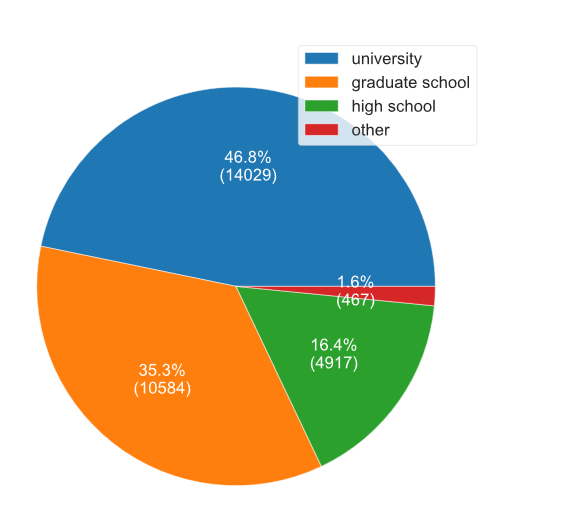 university
graduate school
high school
other
46.8%
(14029)
1.6%
(467)
16.4%
(4917)
35.3%
(10584)